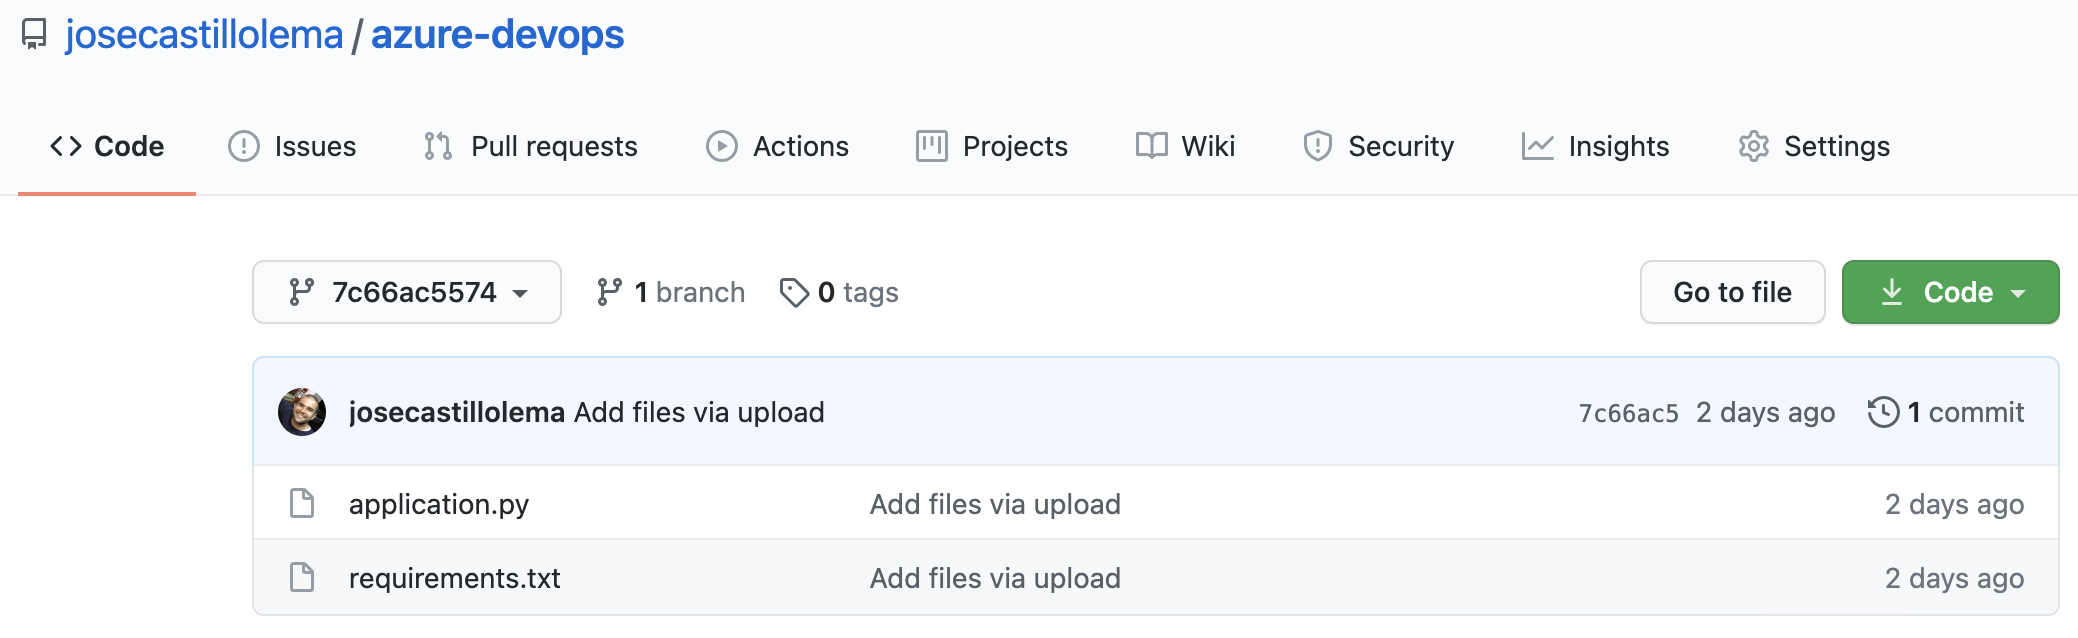 josecastillolema / azure-devops
Code Issues Pull requests Actions Projects Wiki Security Insights Settings
7c66ac5574 1 branch 0 tags Go to file Code
josecastillolema Add files via upload 7c66ac5 2 days ago 1 commit
application.py Add files via upload 2 days ago
requirements.txt Add files via upload 2 days ago